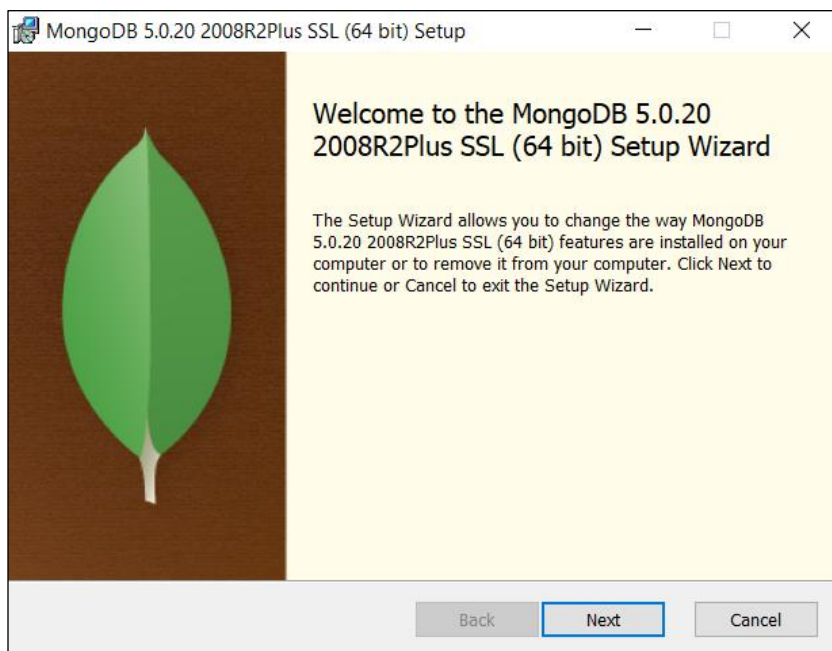 MongoDB 5.0.20 2008R2Plus SSL (64 bit) Setup
Welcome to the MongoDB 5.0.20
2008R2Plus SSL (64 bit) Setup Wizard
The Setup Wizard allows you to change the way MongoDB
5.0.20 2008R2Plus SSL (64 bit) features are installed on your
computer or to remove it from your computer. Click Next to
continue or Cancel to exit the Setup Wizard.
Back
Next
Cancel